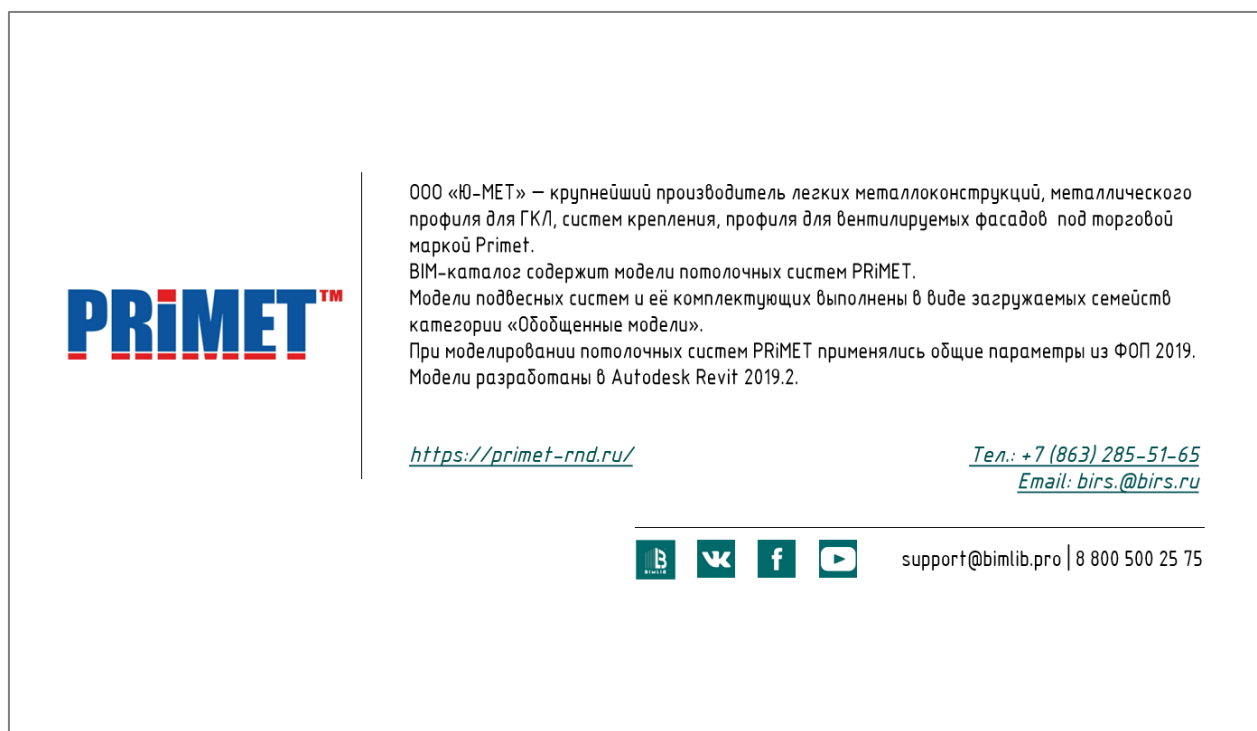 PRiMET™
ООО «Ю-МЕТ» — крупнейший производитель легких металлоконструкций, металлического
профиля для ГКЛ, систем крепления, профиля для вентилируемых фасадов  под торговой
маркой Primet.
BIM-каталог содержит модели потолочных систем PRiMET.
Модели подвесных систем и её комплектующих выполнены в виде загружаемых семейств
категории «Обобщенные модели».
При моделировании потолочных систем PRiMET применялись общие параметры из ФОП 2019.
Модели разработаны в Autodesk Revit 2019.2.
https://primet-rnd.ru/
Тел.: +7 (863) 285-51-65
Email: birs.@birs.ru
BIMLIB
support@bimlib.pro | 8 800 500 25 75